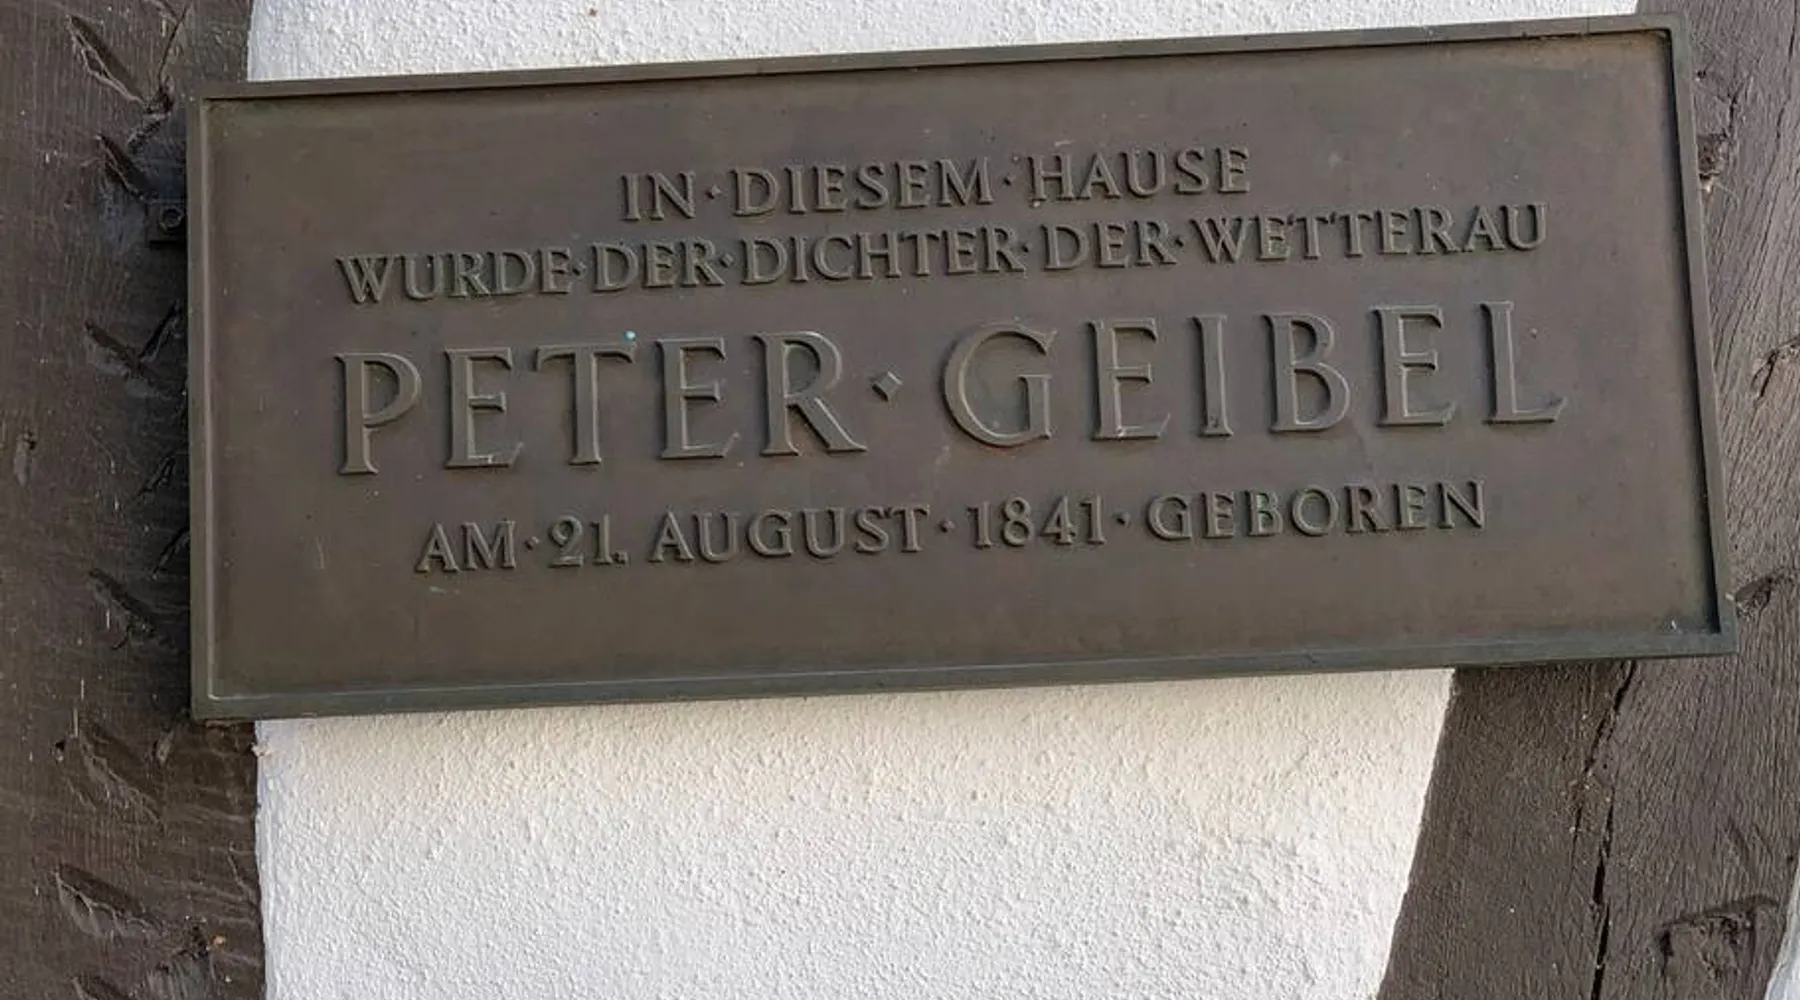 IN·DIESEM·HAUSE
WURDE·DER·DICHTER·DER·WETTERAU
PETER·GEIBEL
AM·21. AUGUST·1841·GEBOREN